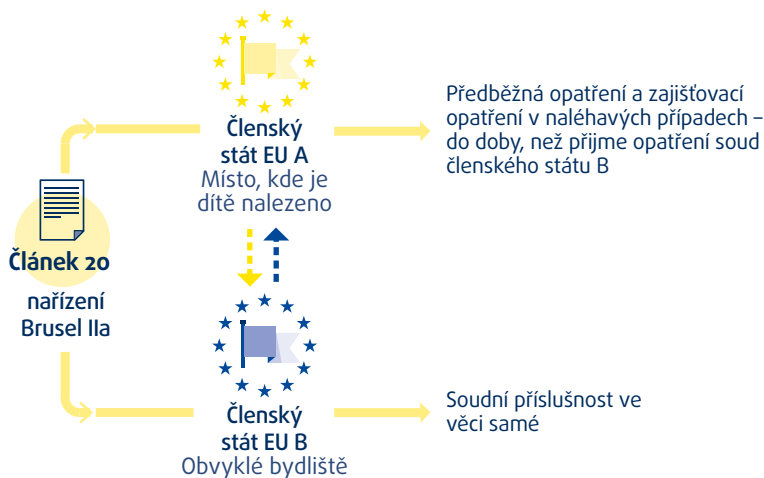 Článek 20
nařízení
Brusel IIa
Členský
stát EU A
Místo, kde je
dítě nalezeno
Předběžná opatření a zajišťovací
opatření v naléhavých případech –
do doby, než přijme opatření soud
členského státu B
Členský
stát EU B
Obvyklé bydliště
Soudní příslušnost ve
věci samé